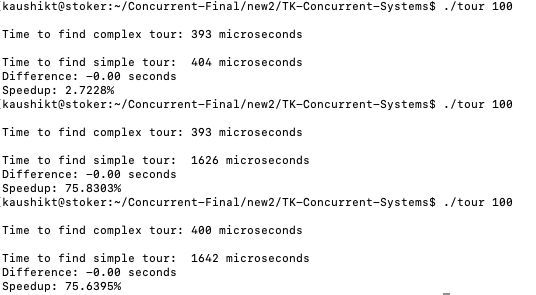 [kaushikt@stoker:~/Concurrent-Final/new2/TK-Concurrent-Systems$ ./tour 100
Time to find complex tour: 393 microseconds
Time to find simple tour:  404 microseconds
Difference: -0.00 seconds
Speedup: 2.7228%
[kaushikt@stoker:~/Concurrent-Final/new2/TK-Concurrent-Systems$ ./tour 100
Time to find complex tour: 393 microseconds
Time to find simple tour:  1626 microseconds
Difference: -0.00 seconds
Speedup: 75.8303%
[kaushikt@stoker:~/Concurrent-Final/new2/TK-Concurrent-Systems$ ./tour 100
Time to find complex tour: 400 microseconds
Time to find simple tour:  1642 microseconds
Difference: -0.00 seconds
Speedup: 75.6395%